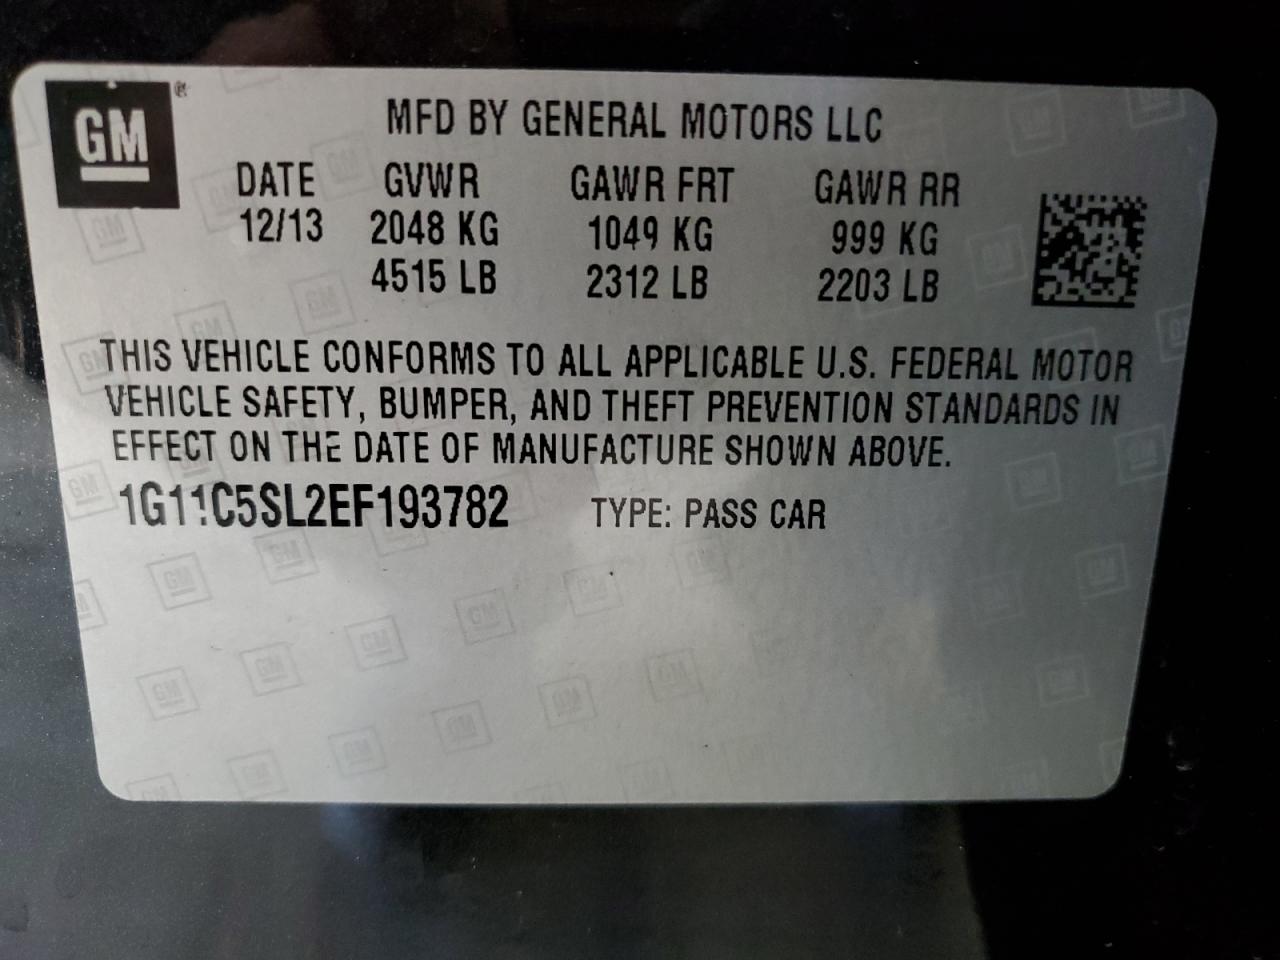 GM ®
MFD BY GENERAL MOTORS LLC
DATE GVWR GAWR FRT GAWR RR
12/13 2048 KG 1049 KG 999 KG
4515 LB 2312 LB 2203 LB
THIS VEHICLE CONFORMS TO ALL APPLICABLE U.S. FEDERAL MOTOR
VEHICLE SAFETY, BUMPER, AND THEFT PREVENTION STANDARDS IN
EFFECT ON THE DATE OF MANUFACTURE SHOWN ABOVE.
1G11C5SL2EF193782 TYPE: PASS CAR